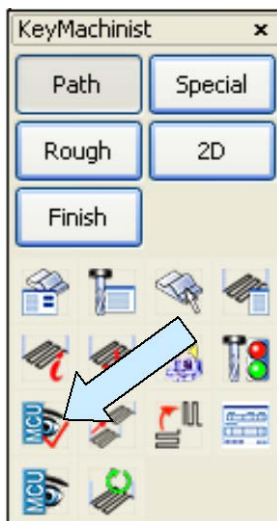 KeyMachinist x
Path Special
Rough 2D
Finish
i
MCU
MCU